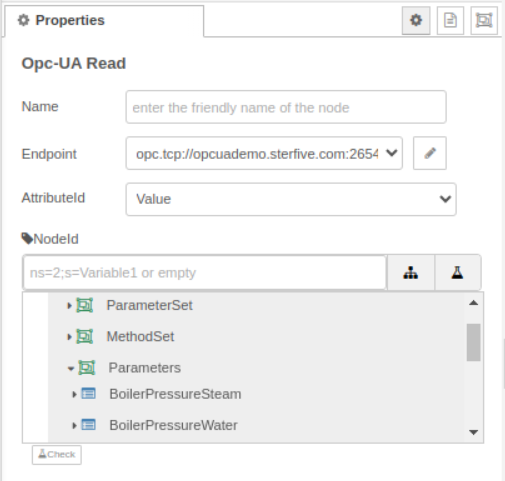 Properties
Opc-UA Read
Name
enter the friendly name of the node
Endpoint
opc.tcp://opcuademo.sterfive.com:2654
AttributeId
Value
NodeId
ns=2;s=Variable1 or empty
ParameterSet
MethodSet
Parameters
BoilerPressureSteam
BoilerPressureWater
Check